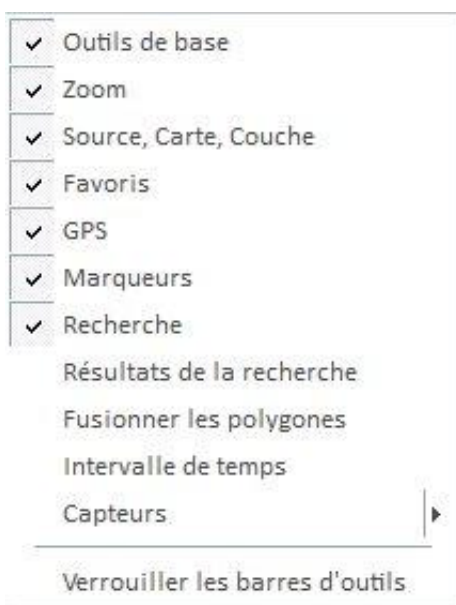 Outils de base
Zoom
Source, Carte, Couche
Favoris
GPS
Marqueurs
Recherche
Résultats de la recherche
Fusionner les polygones
Intervalle de temps
Capteurs
Verrouiller les barres d'outils